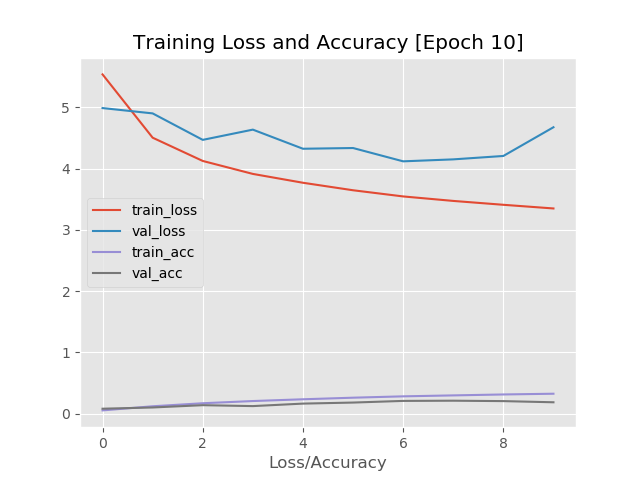 Training Loss and Accuracy [Epoch 10]
5
4
3
2
1
0
train_loss
val_loss
train_acc
val_acc
0 2 4 6 8
Loss/Accuracy